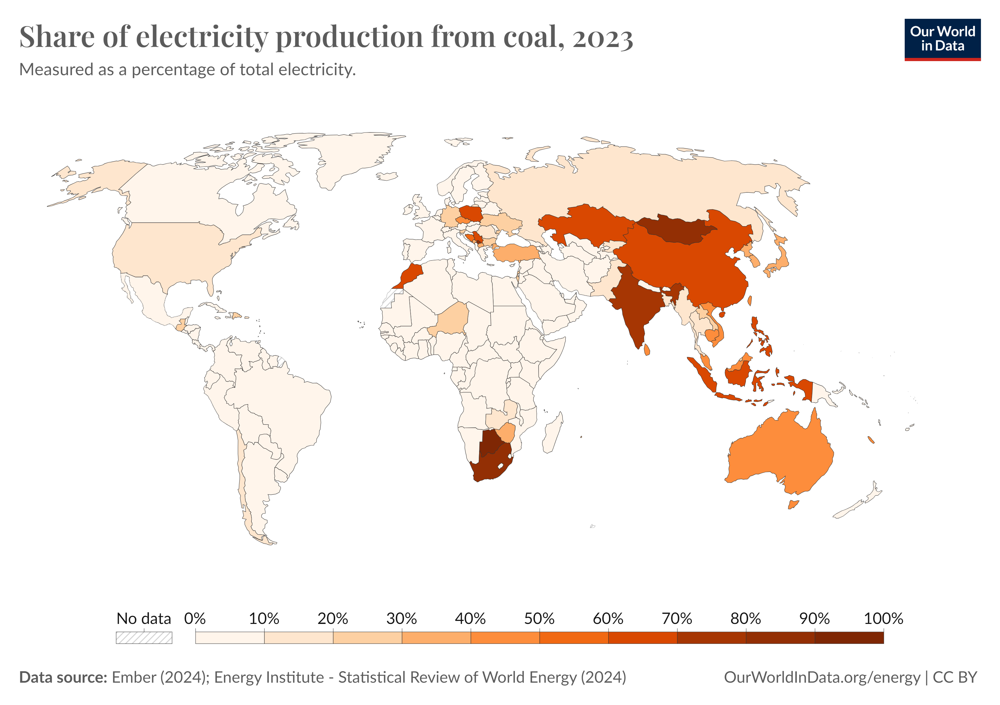 Share of electricity production from coal, 2023
Measured as a percentage of total electricity.
Our World
in Data
No data 0% 10% 20% 30% 40% 50% 60% 70% 80% 90% 100%
Data source: Ember (2024); Energy Institute - Statistical Review of World Energy (2024)
OurWorldInData.org/energy | CC BY